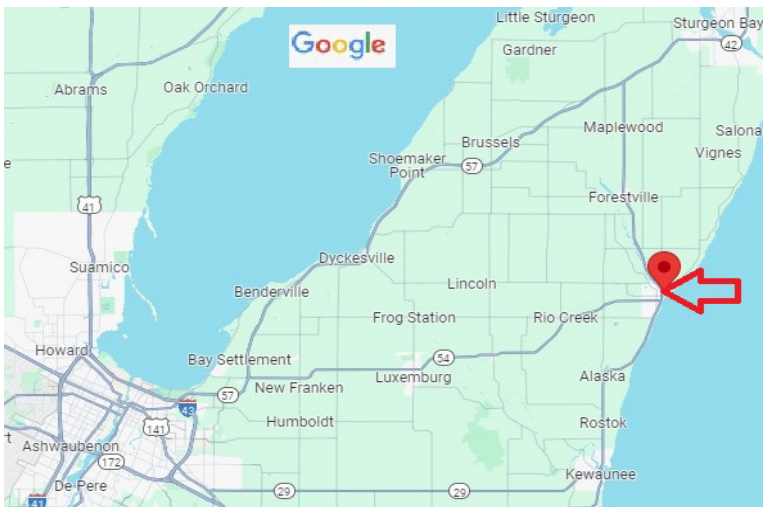 Little Sturgeon
Sturgeon Bay
Google
42
Gardner
Abrams
Oak Orchard
Maplewood
Salona
Brussels
e
Shoemaker
Point
57
Vignes
Forestville
41
Dyckesville
Suamico
Lincoln
Benderville
Frog Station
Rio Creek
Howard
Bay Settlement
54
Luxemburg
Alaska
57
New Franken
43
Humboldt
Rostok
141
rt
Ashwaubenon
172
Kewaunee
De Pere
29
29
41